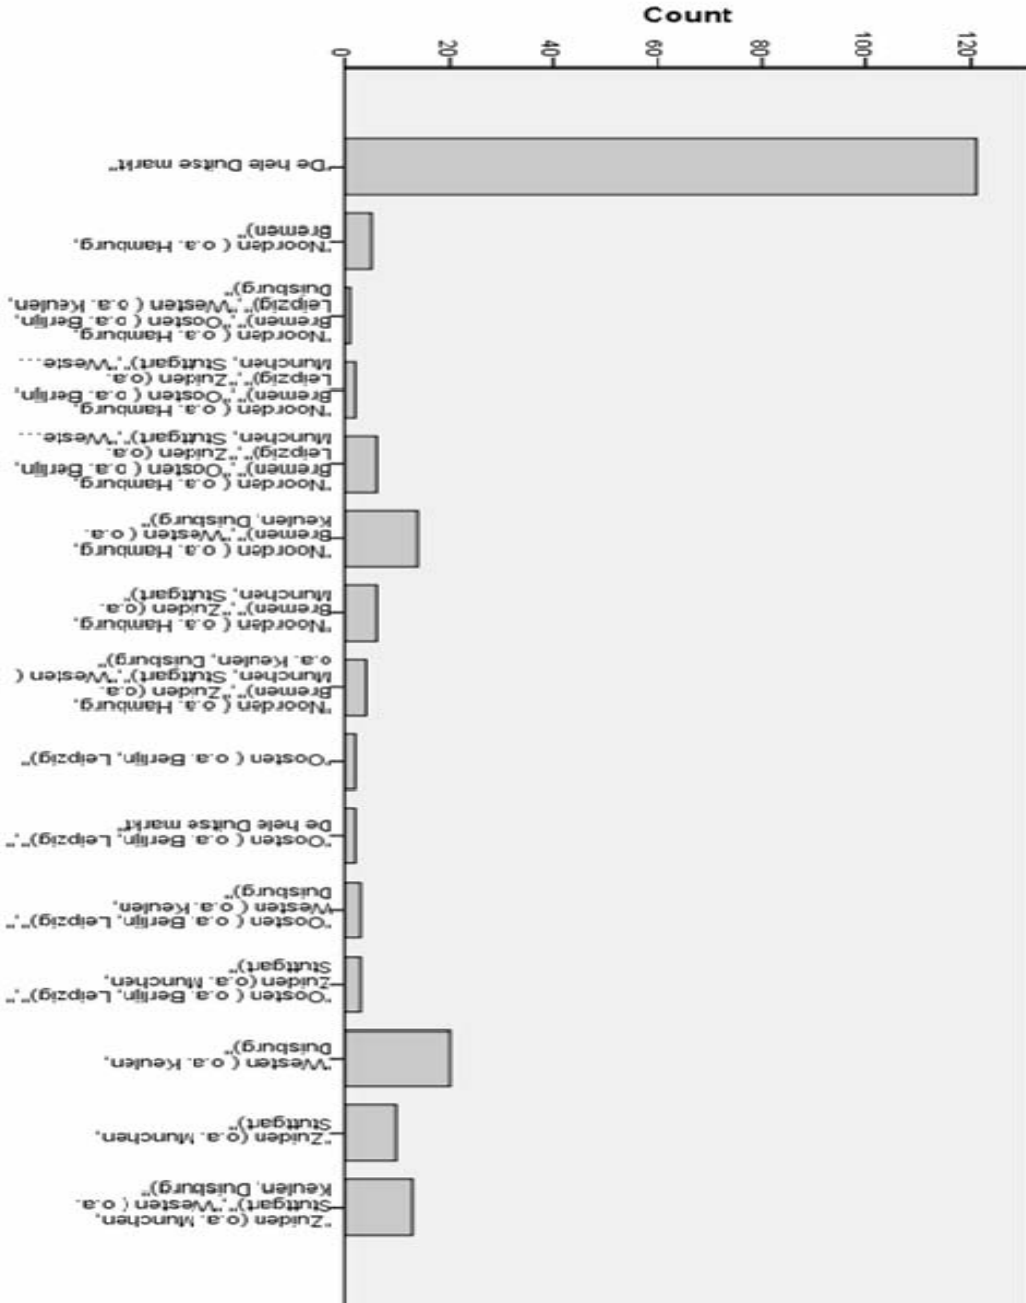 Count
0
20
40
60
80
100
120
"De hele Duitse markt"
"Noorden ( o.a. Hamburg,
Bremen)"
"Noorden ( o.a. Hamburg,
Bremen)","Oosten ( o.a. Berlijn,
Leipzig)","Westen ( o.a. Keulen,
Duisburg)"
"Noorden ( o.a. Hamburg,
Bremen)","Oosten ( o.a. Berlijn,
Leipzig)","Zuiden (o.a.
Munchen, Stuttgart)","Weste...
"Noorden ( o.a. Hamburg,
Bremen)","Oosten ( o.a. Berlijn,
Leipzig)","Zuiden (o.a.
Munchen, Stuttgart)","Weste...
"Noorden ( o.a. Hamburg,
Bremen)","Westen ( o.a.
Keulen, Duisburg)"
"Noorden ( o.a. Hamburg,
Bremen)","Zuiden (o.a.
Munchen, Stuttgart)"
"Noorden ( o.a. Hamburg,
Bremen)","Zuiden (o.a.
Munchen, Stuttgart)","Westen (
o.a. Keulen, Duisburg)"
"Oosten ( o.a. Berlijn, Leipzig)"
"Oosten ( o.a. Berlijn, Leipzig)","
De hele Duitse markt"
"Oosten ( o.a. Berlijn, Leipzig)","
Westen ( o.a. Keulen,
Duisburg)"
"Oosten ( o.a. Berlijn, Leipzig)","
Zuiden (o.a. Munchen,
Stuttgart)"
"Westen ( o.a. Keulen,
Duisburg)"
"Zuiden (o.a. Munchen,
Stuttgart)"
"Zuiden (o.a. Munchen,
Stuttgart)","Westen ( o.a.
Keulen, Duisburg)"